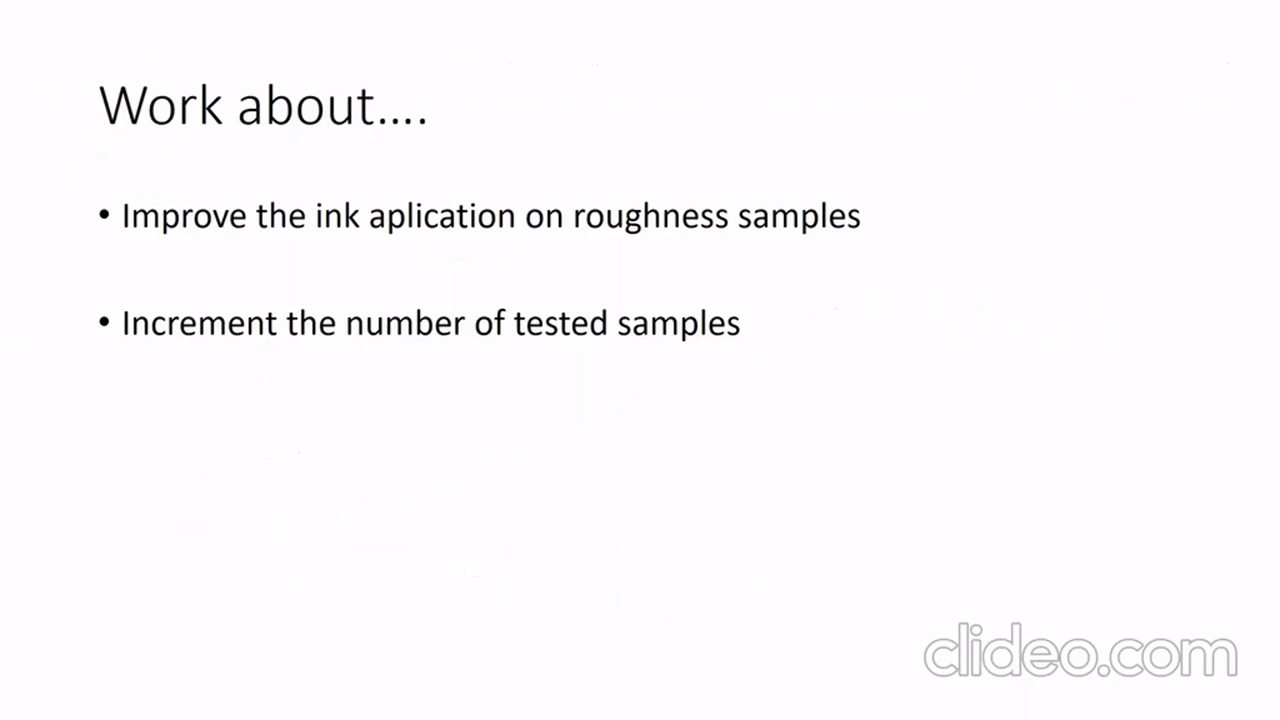 Work about....
• Improve the ink aplication on roughness samples
• Increment the number of tested samples
clideo.com